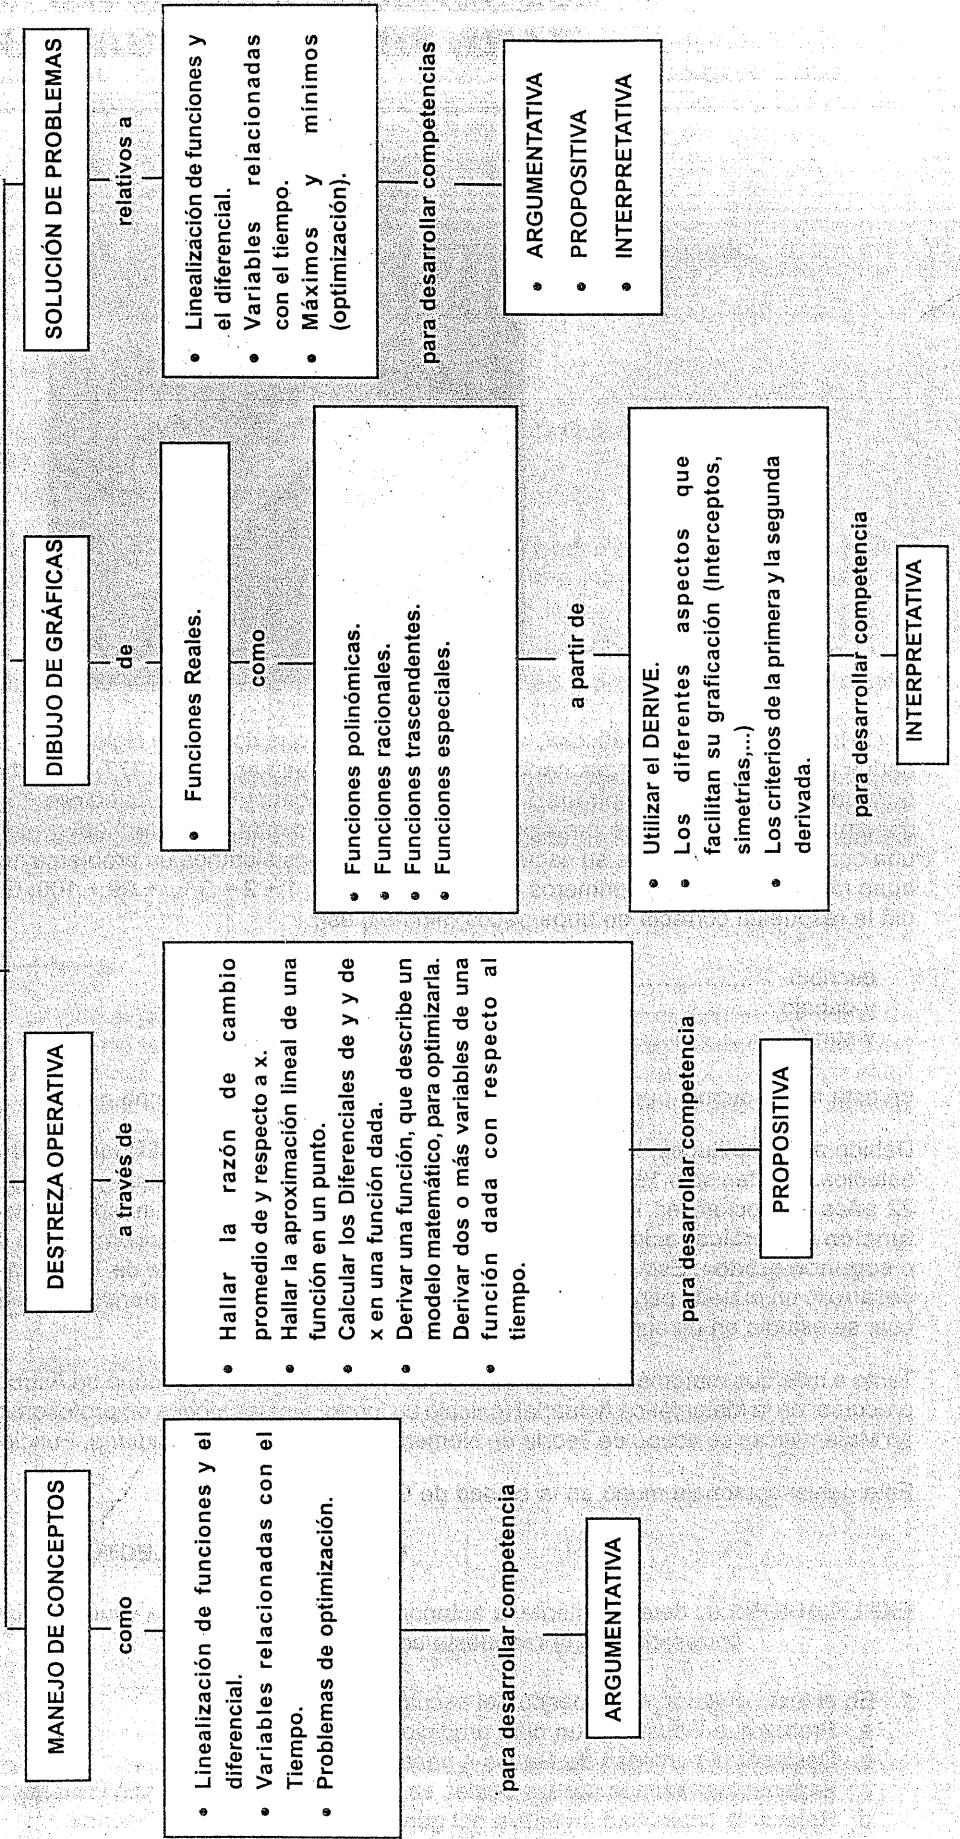 MANEJO DE CONCEPTOS
como
• Linealización de funciones y el
diferencial.
• Variables relacionadas con el
Tiempo.
• Problemas de optimización.
para desarrollar competencia
ARGUMENTATIVA
DESTREZA OPERATIVA
a través de
• Hallar la razón de cambio
promedio de y respecto a x.
• Hallar la aproximación lineal de una
función en un punto.
• Calcular los Diferenciales de y y de
x en una función dada.
• Derivar una función, que describe un
modelo matemático, para optimizarla.
• Derivar dos o más variables de una
función dada con respecto al
tiempo.
para desarrollar competencia
PROPOSITIVA
DIBUJO DE GRÁFICAS
de
• Funciones Reales.
como
• Funciones polinómicas.
• Funciones racionales.
• Funciones trascendentes.
• Funciones especiales.
a partir de
• Utilizar el DERIVE.
• Los diferentes aspectos que
facilitan su graficación (Interceptos,
simetrías,...)
• Los criterios de la primera y la segunda
derivada.
para desarrollar competencia
INTERPRETATIVA
SOLUCIÓN DE PROBLEMAS
relativos a
• Linealización de funciones y
el diferencial.
• Variables relacionadas
con el tiempo.
• Máximos y mínimos
(optimización).
para desarrollar competencias
• ARGUMENTATIVA
• PROPOSITIVA
• INTERPRETATIVA